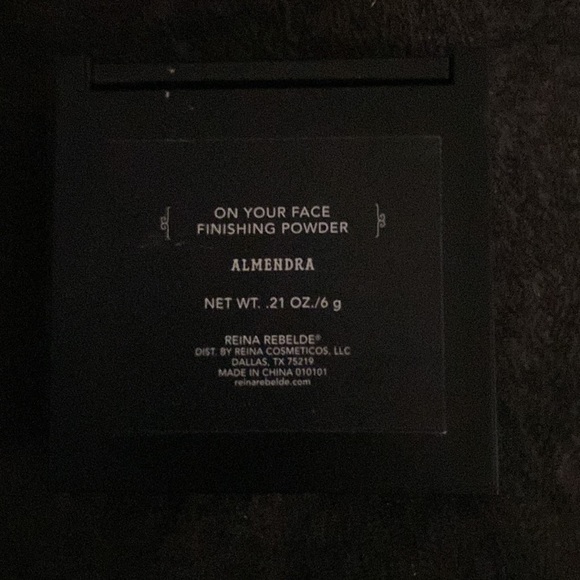 ON YOUR FACE
FINISHING POWDER
ALMENDRA
NET WT. .21 OZ./6 g
REINA REBELDE®
DIST. BY REINA COSMETICOS, LLC
DALLAS, TX 75219
MADE IN CHINA 010101
reinarebelde.com